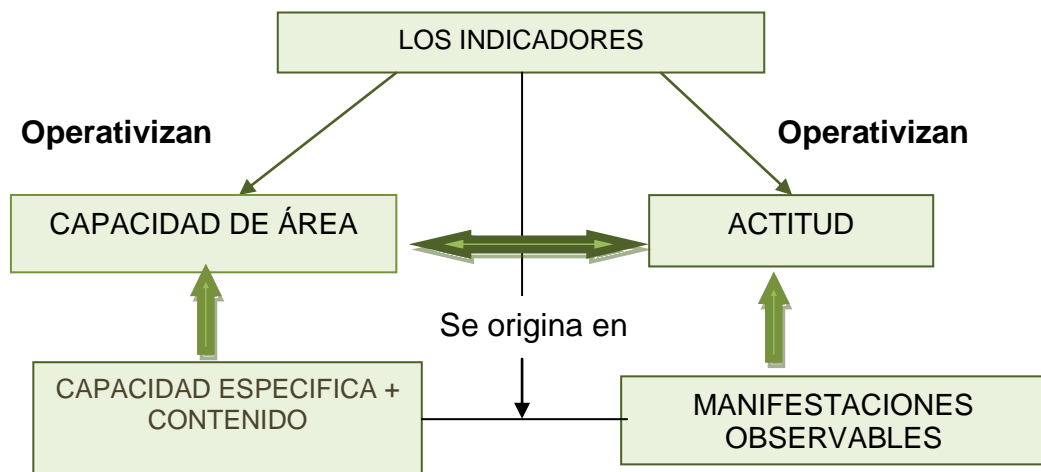 LOS INDICADORES
Operativizan
Operativizan
CAPACIDAD DE ÁREA
ACTITUD
Se origina en
CAPACIDAD ESPECIFICA +
CONTENIDO
MANIFESTACIONES
OBSERVABLES